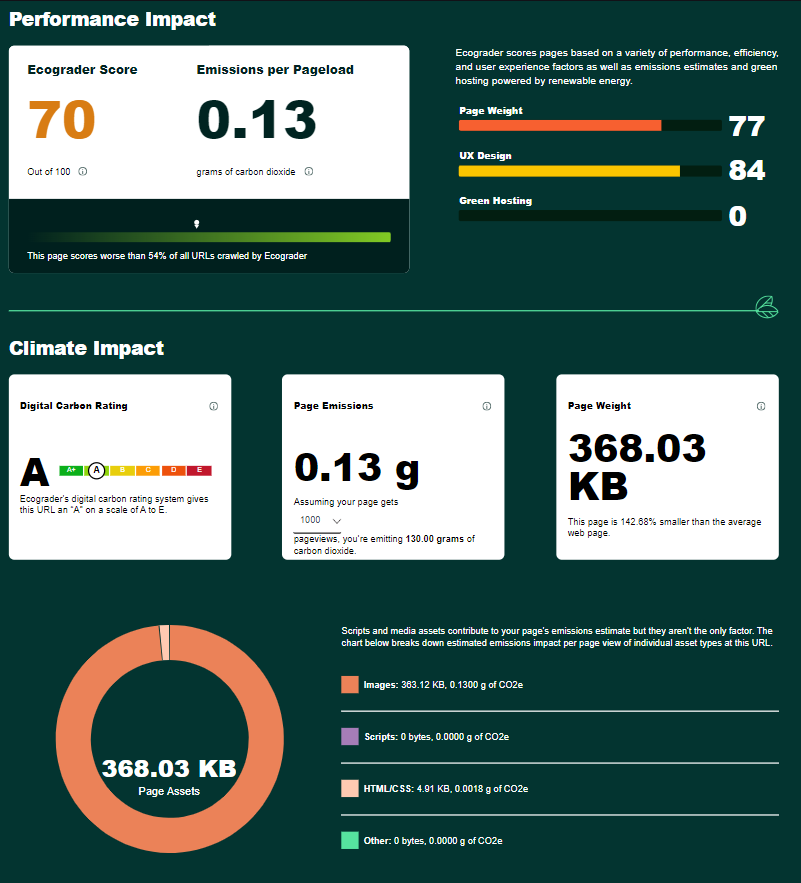 Performance Impact
Ecograder Score
Emissions per Pageload
70
0.13
Out of 100
grams of carbon dioxide
This page scores worse than 54% of all URLs crawled by Ecograder
Ecograder scores pages based on a variety of performance, efficiency,
and user experience factors as well as emissions estimates and green
hosting powered by renewable energy.
Page Weight
77
UX Design
84
Green Hosting
0
Climate Impact
Digital Carbon Rating
A
A+ A B C D E
Ecograder's digital carbon rating system gives
this URL an "A" on a scale of A to E.
Page Emissions
0.13 g
Assuming your page gets
1000
pageviews, you're emitting 130.00 grams of
carbon dioxide.
Page Weight
368.03
KB
This page is 142.68% smaller than the average
web page.
368.03 KB
Page Assets
Scripts and media assets contribute to your page's emissions estimate but they aren't the only factor. The
chart below breaks down estimated emissions impact per page view of individual asset types at this URL.
Images: 363.12 KB, 0.1300 g of CO2e
Scripts: 0 bytes, 0.0000 g of CO2e
HTML/CSS: 4.91 KB, 0.0018 g of CO2e
Other: 0 bytes, 0.0000 g of CO2e